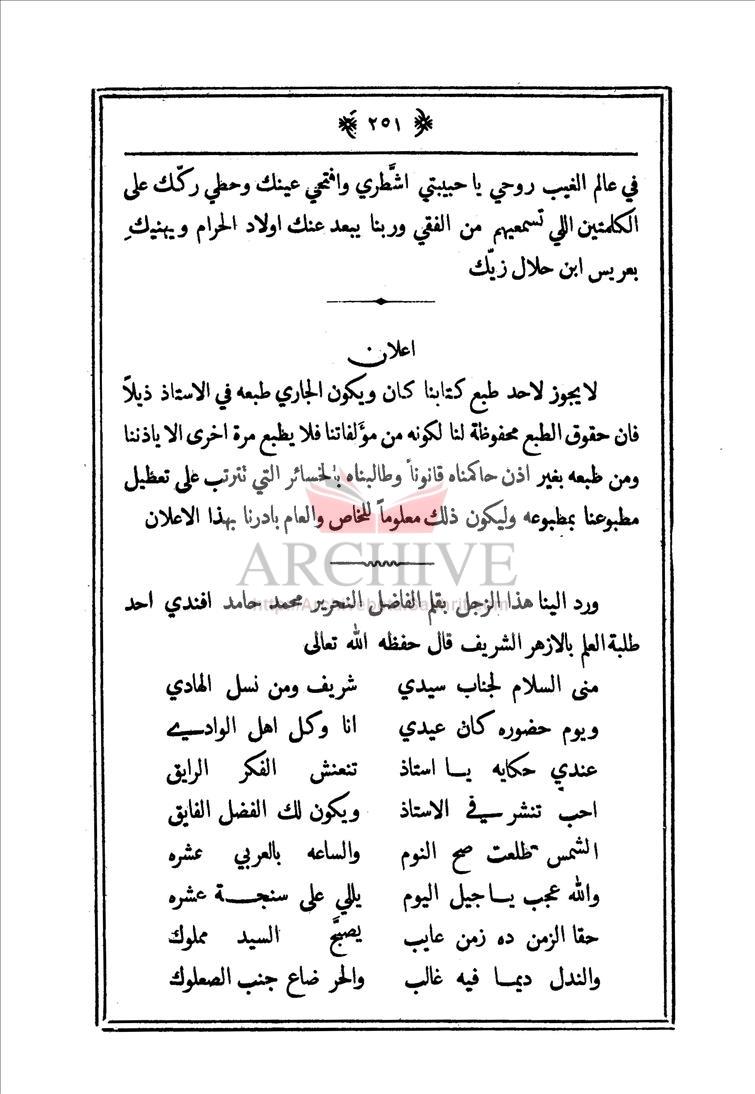 ٢٥١
في عالم الغيب روحي يا حبيبتي اشَّطري وافتحي عينك وحطي ركّك على
الكلمتين اللي تسمعيهم من الفقي وربنا يبعد عنك اولاد الحرام ويهنيكِ
بعريس ابن حلال زيّك
اعلان
لا يجوز لاحد طبع كتابنا كان ويكون الجاري طبعه في الاستاذ ذيلاً
فان حقوق الطبع محفوظة لنا لكونه من مؤلفاتنا فلا يطبع مرة اخرى الا باذننا
ومن طبعه بغير اذن حاكمناه قانوناً وطالبناه بالخسائر التي تترتب على تعطيل
مطبوعنا بمطبوعه وليكون ذلك معلوماً للخاص والعام بادرنا بهذا الاعلان
ARCHIVE
ورد الينا هذا الزجل بقلم الفاضل النحرير محمد حامد افندي احد
طلبة العلم بالازهر الشريف قال حفظه الله تعالى
منى السلام لجناب سيدي شريف ومن نسل الهادي
ويوم حضوره كان عيدي انا وكل اهل الوادي
عندي حكايه يا استاذ تنعنش الفكر الرايق
احب تنشر في الاستاذ ويكون لك الفضل الفايق
الشمس طلعت صح النوم والساعه بالعربي عشره
والله عجب يا جيل اليوم يللي على سنجة عشره
حقا الزمن ده زمن عايب يصبَّح السيد مملوك
والندل ديما فيه غالب والحر ضاع جنب الصعلوك